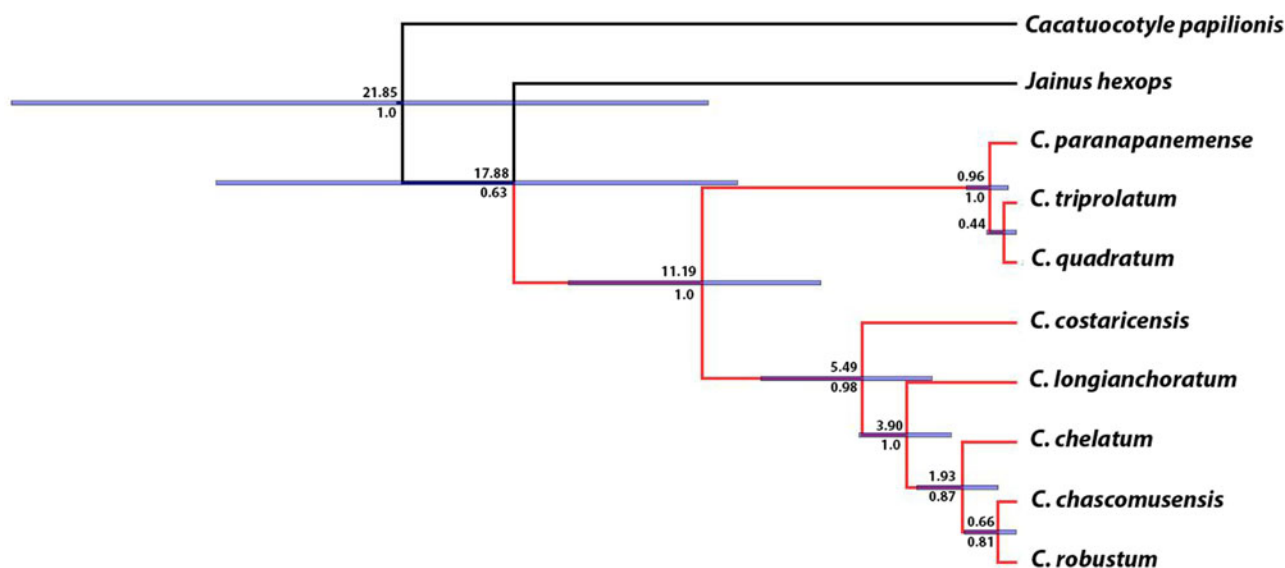 Cacatuocotyle papilionis
Jainus hexops
21.85
1.0
C. paranapanemense
17.88
0.63
0.96
1.0
C. triprolatum
0.44
C. quadratum
11.19
1.0
C. costaricensis
5.49
0.98
C. longianchoratum
3.90
1.0
C. chelatum
1.93
0.87
C. chascomusensis
0.66
0.81
C. robustum